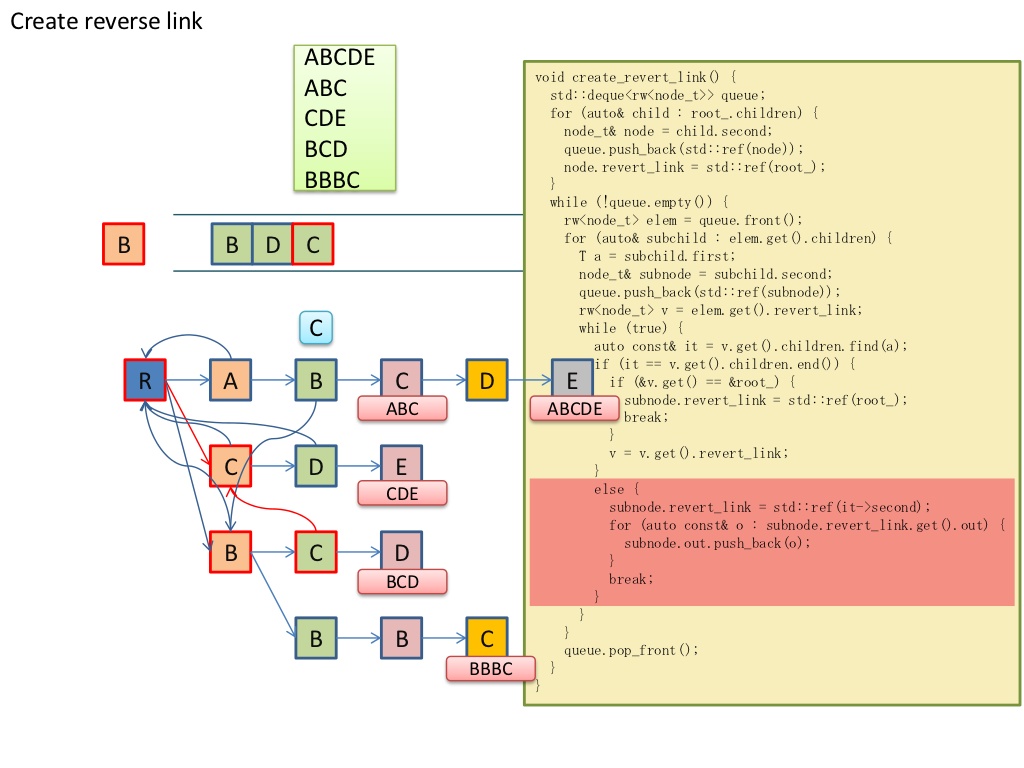 Create reverse link
ABCDE
ABC
CDE
BCD
BBBC
B
B D C
C
R A B C D E
ABC
ABCDE
C D E
CDE
B C D
BCD
B B C
BBBC
void create_revert_link() {
std::deque<rw<node_t>> queue;
for (auto& child : root_.children) {
node_t& node = child.second;
queue.push_back(std::ref(node));
node.revert_link = std::ref(root_);
}
while (!queue.empty()) {
rw<node_t> elem = queue.front();
for (auto& subchild : elem.get().children) {
T a = subchild.first;
node_t& subnode = subchild.second;
queue.push_back(std::ref(subnode));
rw<node_t> v = elem.get().revert_link;
while (true) {
auto const& it = v.get().children.find(a);
if (it == v.get().children.end()) {
if (&v.get() == &root_) {
subnode.revert_link = std::ref(root_);
break;
}
v = v.get().revert_link;
}
else {
subnode.revert_link = std::ref(it->second);
for (auto const& o : subnode.revert_link.get().out) {
subnode.out.push_back(o);
}
break;
}
}
}
queue.pop_front();
}
}